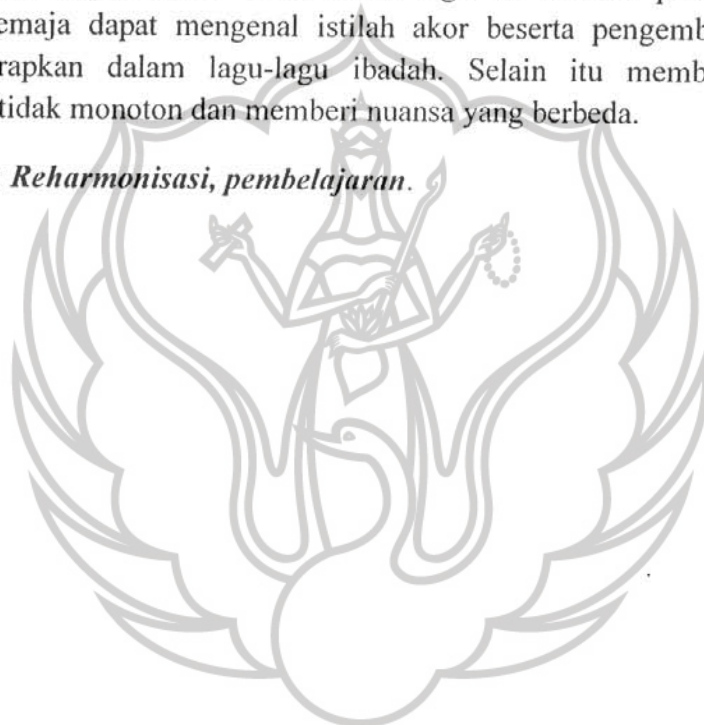 emaja dapat mengenal istilah akor beserta pengemb
rapkan dalam lagu-lagu ibadah. Selain itu memb
tidak monoton dan memberi nuansa yang berbeda.
Reharmonisasi, pembelajaran.